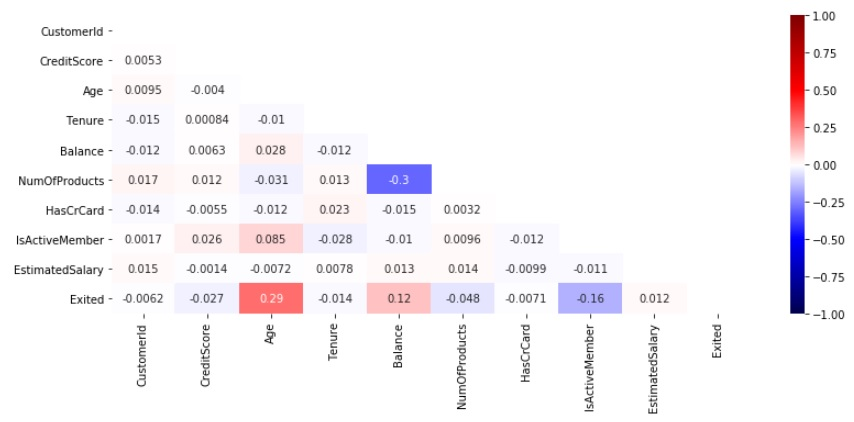 CustomerId
CreditScore 0.0053
Age 0.0095 -0.004
Tenure -0.015 0.00084 -0.01
Balance -0.012 0.0063 0.028 -0.012
NumOfProducts 0.017 0.012 -0.031 0.013 -0.3
HasCrCard -0.014 -0.0055 -0.012 0.023 -0.015 0.0032
IsActiveMember 0.0017 0.026 0.085 -0.028 -0.01 0.0096 -0.012
EstimatedSalary 0.015 -0.0014 -0.0072 0.0078 0.013 0.014 -0.0099 -0.011
Exited -0.0062 -0.027 0.29 -0.014 0.12 -0.048 -0.0071 -0.16 0.012
CustomerId
CreditScore
Age
Tenure
Balance
NumOfProducts
HasCrCard
IsActiveMember
EstimatedSalary
Exited
1.00
0.75
0.50
0.25
0.00
−0.25
−0.50
−0.75
−1.00